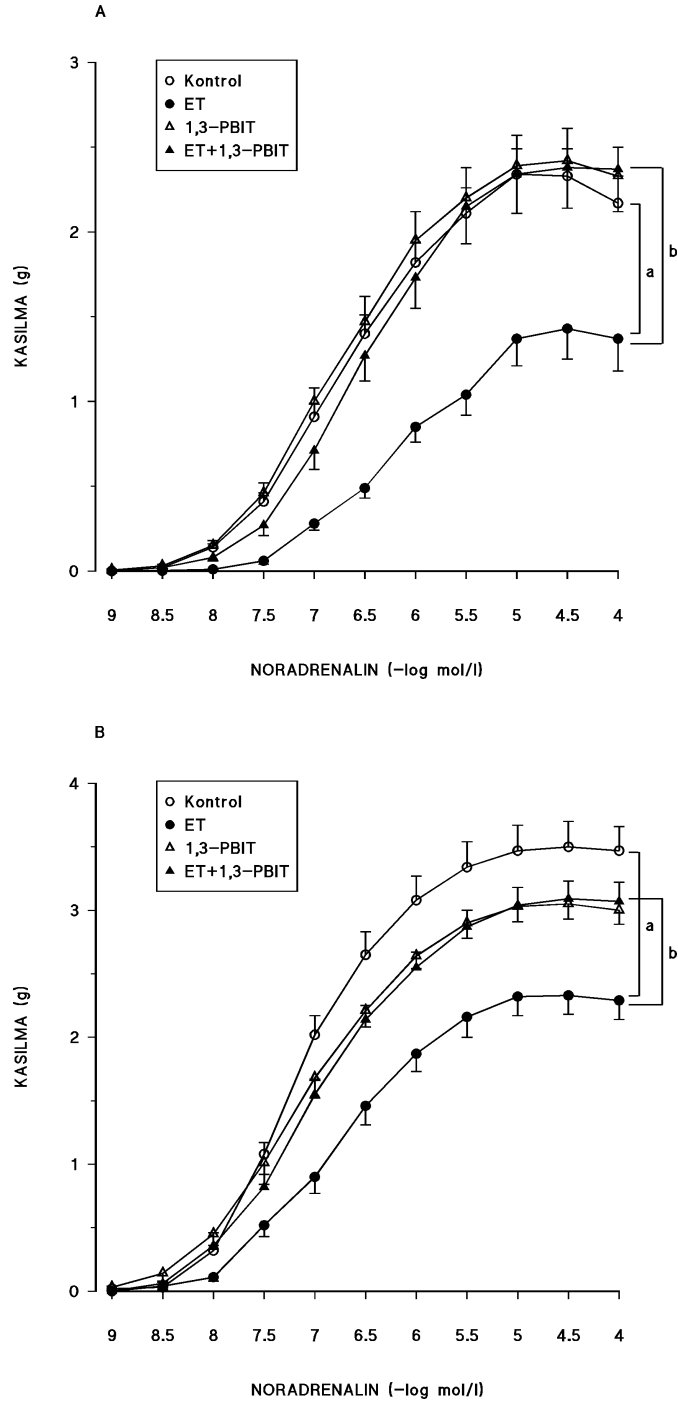 A
3
2
1
0
KASILMA (g)
Kontrol
ET
1,3-PBIT
ET+1,3-PBIT
a
b
9 8.5 8 7.5 7 6.5 6 5.5 5 4.5 4
NORADRENALIN (-log mol/l)
B
4
3
2
1
0
KASILMA (g)
Kontrol
ET
1,3-PBIT
ET+1,3-PBIT
a
b
9 8.5 8 7.5 7 6.5 6 5.5 5 4.5 4
NORADRENALIN (-log mol/l)